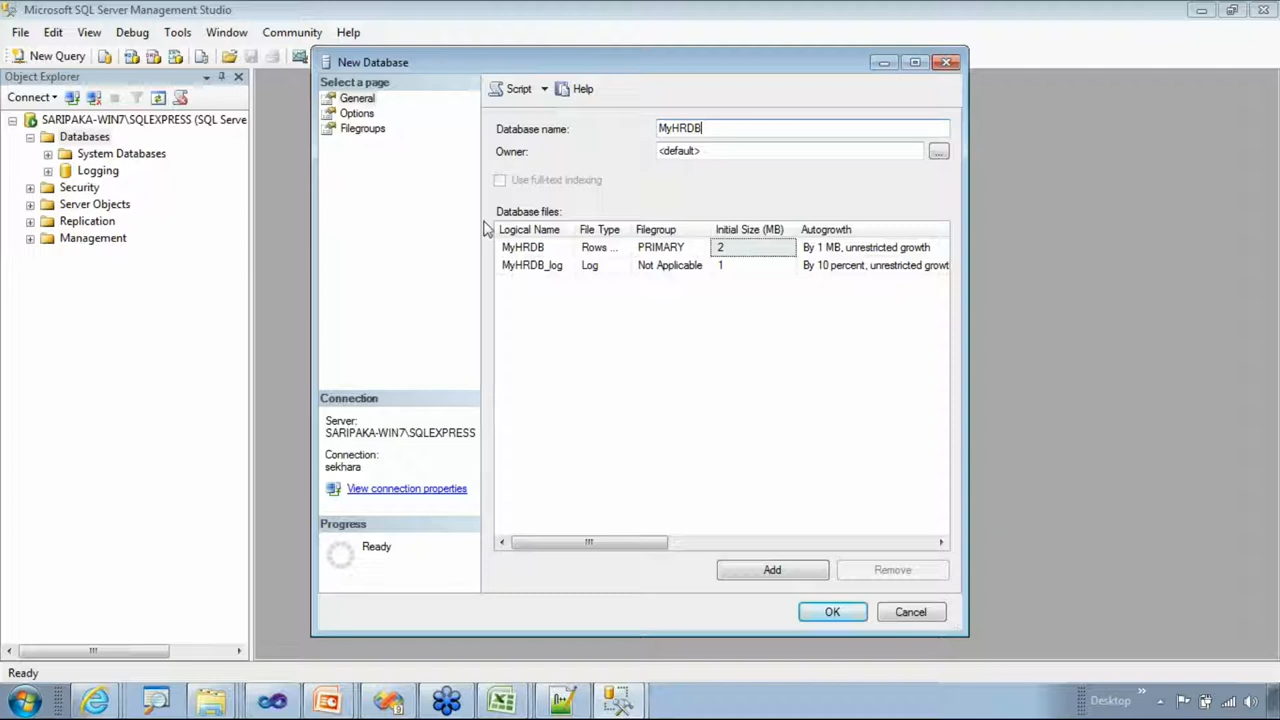 Microsoft SQL Server Management Studio
File Edit View Debug Tools Window Community Help
New Query
Object Explorer
Connect
SARIPAKA-WIN7\SQLEXPRESS (SQL Serve
Databases
System Databases
Logging
Security
Server Objects
Replication
Management
New Database
Select a page
General
Options
Filegroups
Script Help
Database name: MyHRDB
Owner: <default> ...
Use full-text indexing
Database files:
Logical Name File Type Filegroup Initial Size (MB) Autogrowth
MyHRDB Rows ... PRIMARY 2 By 1 MB, unrestricted growth
MyHRDB_log Log Not Applicable 1 By 10 percent, unrestricted growt
Connection
Server:
SARIPAKA-WIN7\SQLEXPRESS
Connection:
sekhara
View connection properties
Progress
Ready
Add Remove
OK Cancel
Ready
Desktop